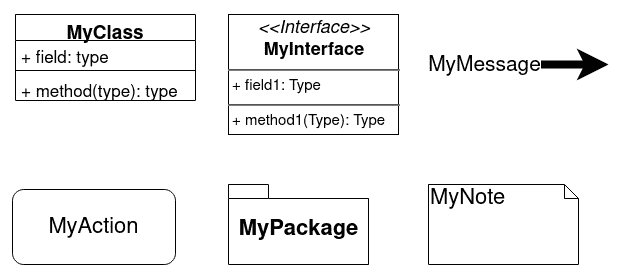 MyClass
+ field: type
+ method(type): type
<<Interface>>
MyInterface
+ field1: Type
+ method1(Type): Type
MyMessage
MyAction
MyPackage
MyNote